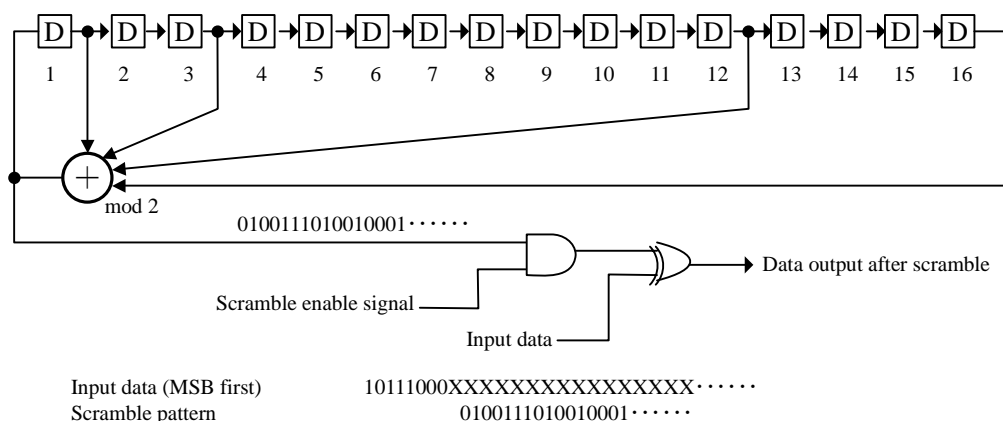 D D D D D D D D D D D D D D D D
1 2 3 4 5 6 7 8 9 10 11 12 13 14 15 16
+
mod 2
0100111010010001······
Data output after scramble
Scramble enable signal
Input data
Input data (MSB first) 10111000XXXXXXXXXXXXXXXX······
Scramble pattern 0100111010010001······